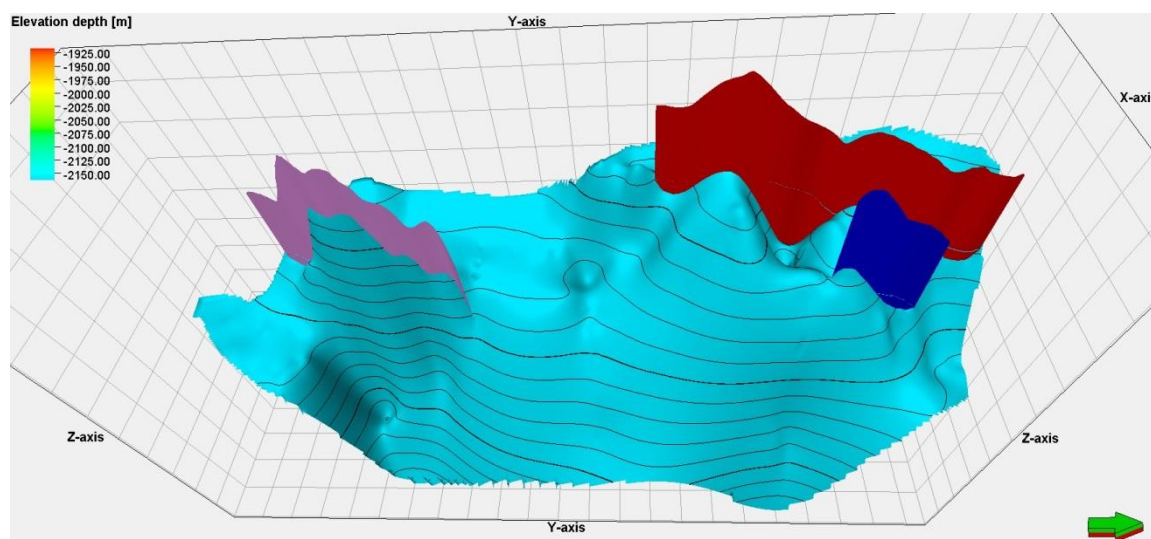 Elevation depth [m]
-1925.00
-1950.00
-1975.00
-2000.00
-2025.00
-2050.00
-2075.00
-2100.00
-2125.00
-2150.00
Y-axis
X-axi
Z-axis
Z-axis
Y-axis